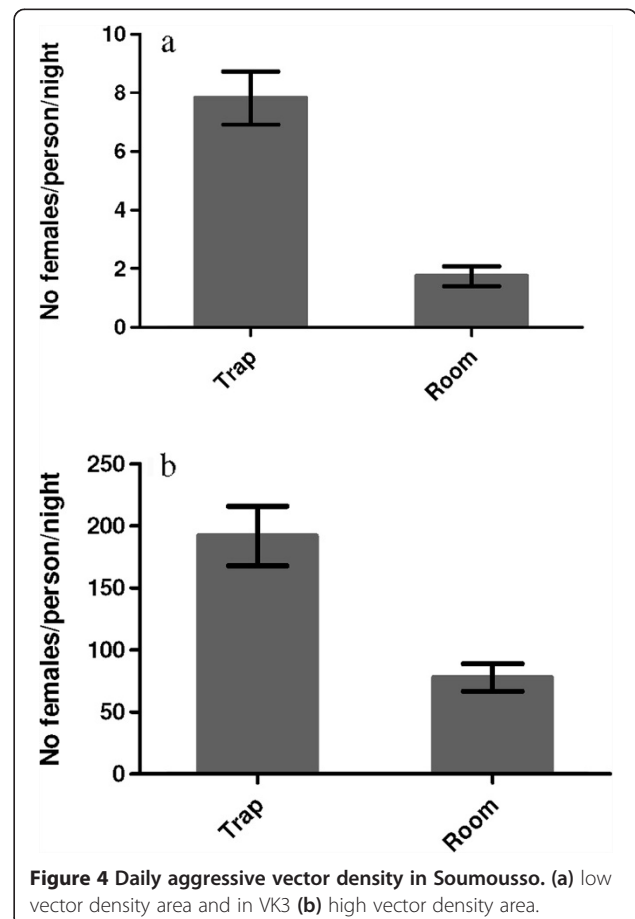 a
No females/person/night
10
8
6
4
2
0
Trap
Room
b
No females/person/night
250
200
150
100
50
0
Trap
Room
Figure 4 Daily aggressive vector density in Soumousso. (a) low
vector density area and in VK3 (b) high vector density area.